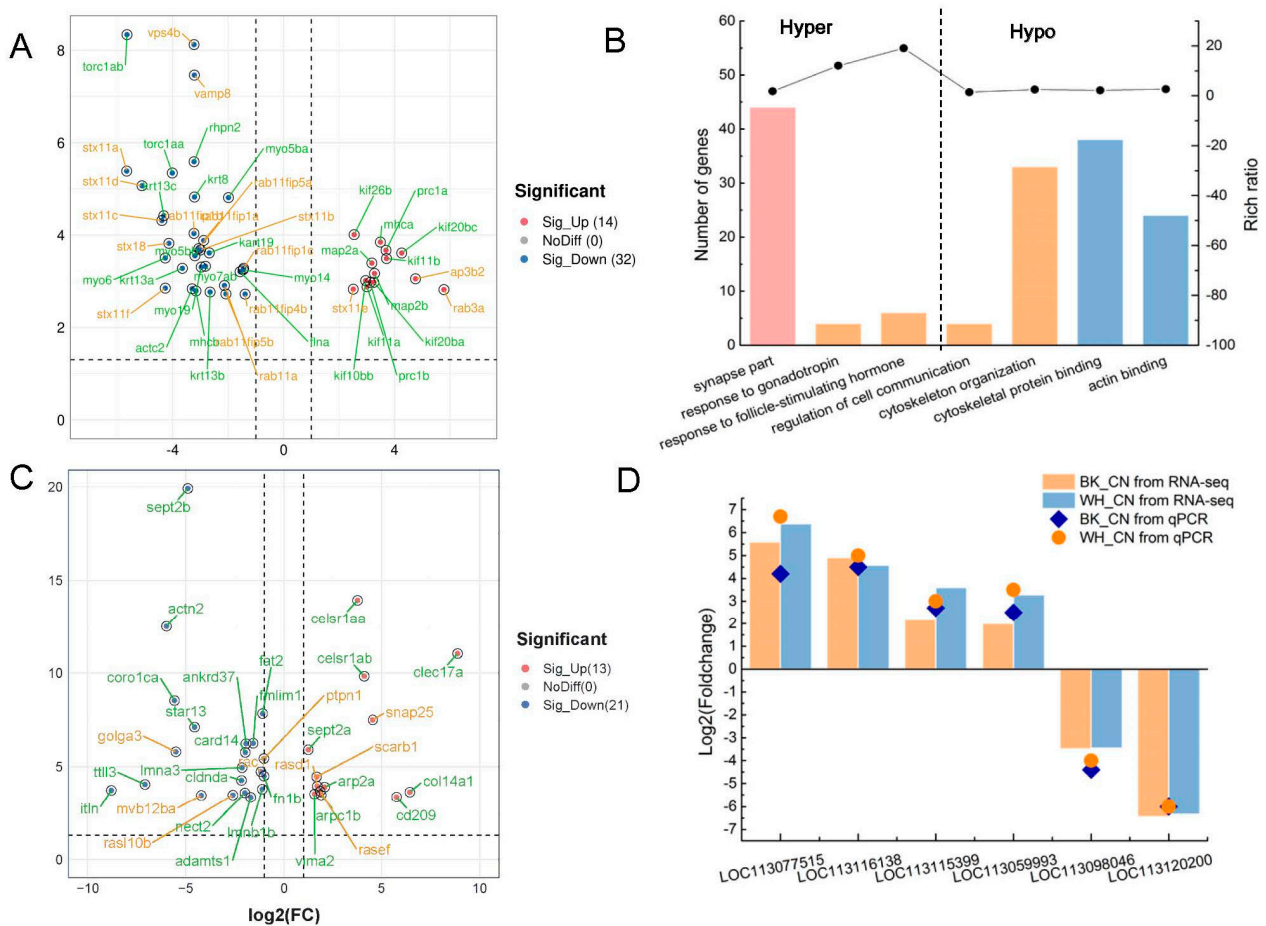 A
8
6
4
2
0
-4
0
4
torc1ab
vps4b
vamp8
rhpn2
torc1aa
myo5ba
stx11a
stx11d
krt13c
krt8
rab11fip5a
stx11c
rab11fip1a
stx11b
stx18
myo5b
kart19
rab11fip1c
myo6
krt13a
myo7ab
myo14
stx11f
myo19
rab11fip4b
actc2
mhcb
rab11fip5b
flna
krt13b
rab11a
kif26b
prc1a
mhca
kif20bc
map2a
kif11b
ap3b2
stx11e
map2b
rab3a
kif11a
kif20ba
kif10bb
prc1b
Significant
Sig_Up (14)
NoDiff (0)
Sig_Down (32)
B
Hyper
Hypo
Number of genes
60
50
40
30
20
10
0
Rich ratio
20
0
-20
-40
-60
-80
-100
synapse part
response to gonadotropin
response to follicle-stimulating hormone
regulation of cell communication
cytoskeleton organization
cytoskeletal protein binding
actin binding
C
20
15
10
5
0
-10
-5
0
5
10
log2(FC)
sept2b
actn2
celsr1aa
fat2
celsr1ab
clec17a
coro1ca
ankrd37
fmlim1
ptpn1
star13
snap25
golga3
card14
sept2a
scarb1
rac
rasd1
ttll3
lmna3
cldnda
arp2a
col14a1
itln
mvb12ba
fn1b
arpc1b
cd209
rasl10b
nect2
lmnb1b
rasef
adamts1
vima2
Significant
Sig_Up(13)
NoDiff(0)
Sig_Down(21)
D
BK_CN from RNA-seq
WH_CN from RNA-seq
BK_CN from qPCR
WH_CN from qPCR
Log2(Foldchange)
7
6
5
4
3
2
1
0
-1
-2
-3
-4
-5
-6
-7
LOC113077515
LOC113116138
LOC113115399
LOC113059993
LOC113098046
LOC113120200